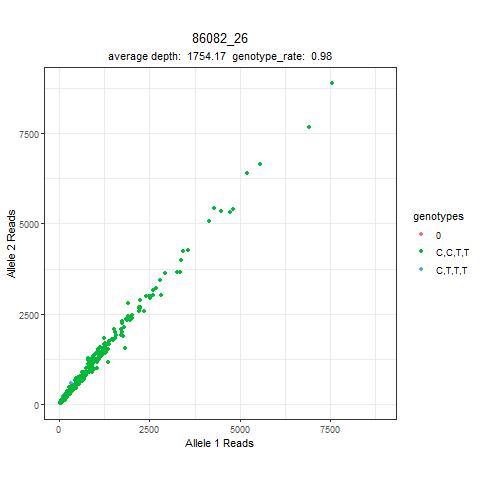 86082_26
average depth:  1754.17  genotype_rate:  0.98
Allele 2 Reads
7500
5000
2500
0
0 2500 5000 7500
Allele 1 Reads
genotypes
0
C,C,T,T
C,T,T,T